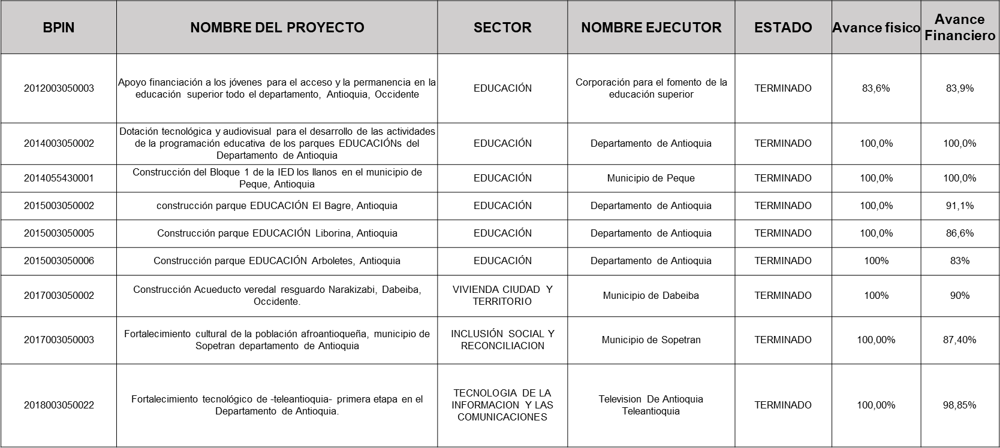 BPIN
NOMBRE DEL PROYECTO
SECTOR
NOMBRE EJECUTOR
ESTADO
Avance fisico
Avance
Financiero
2012003050003
Apoyo financiación a los jóvenes para el acceso y la permanencia en la
educación superior todo el departamento, Antioquia, Occidente
EDUCACIÓN
Corporación para el fomento de la
educación superior
TERMINADO
83,6%
83,9%
2014003050002
Dotación tecnológica y audiovisual para el desarrollo de las actividades
de la programación educativa de los parques EDUCACIÓNs del
Departamento de Antioquia
EDUCACIÓN
Departamento de Antioquia
TERMINADO
100,0%
100,0%
2014055430001
Construcción del Bloque 1 de la IED los llanos en el municipio de
Peque, Antioquia
EDUCACIÓN
Municipio de Peque
TERMINADO
100,0%
100,0%
2015003050002
construcción parque EDUCACIÓN El Bagre, Antioquia
EDUCACIÓN
Departamento de Antioquia
TERMINADO
100,0%
91,1%
2015003050005
Construcción parque EDUCACIÓN Liborina, Antioquia
EDUCACIÓN
Departamento de Antioquia
TERMINADO
100,0%
86,6%
2015003050006
Construcción parque EDUCACIÓN Arboletes, Antioquia
EDUCACIÓN
Departamento de Antioquia
TERMINADO
100%
83%
2017003050002
Construcción Acueducto veredal resguardo Narakizabi, Dabeiba,
Occidente.
VIVIENDA CIUDAD Y
TERRITORIO
Municipio de Dabeiba
TERMINADO
100%
90%
2017003050003
Fortalecimiento cultural de la población afroantioqueña, municipio de
Sopetran departamento de Antioquia
INCLUSIÓN SOCIAL Y
RECONCILIACION
Municipio de Sopetran
TERMINADO
100,00%
87,40%
2018003050022
Fortalecimiento tecnológico de -teleantioquia- primera etapa en el
Departamento de Antioquia.
TECNOLOGIA DE LA
INFORMACION Y LAS
COMUNICACIONES
Television De Antioquia
Teleantioquia
TERMINADO
100,00%
98,85%